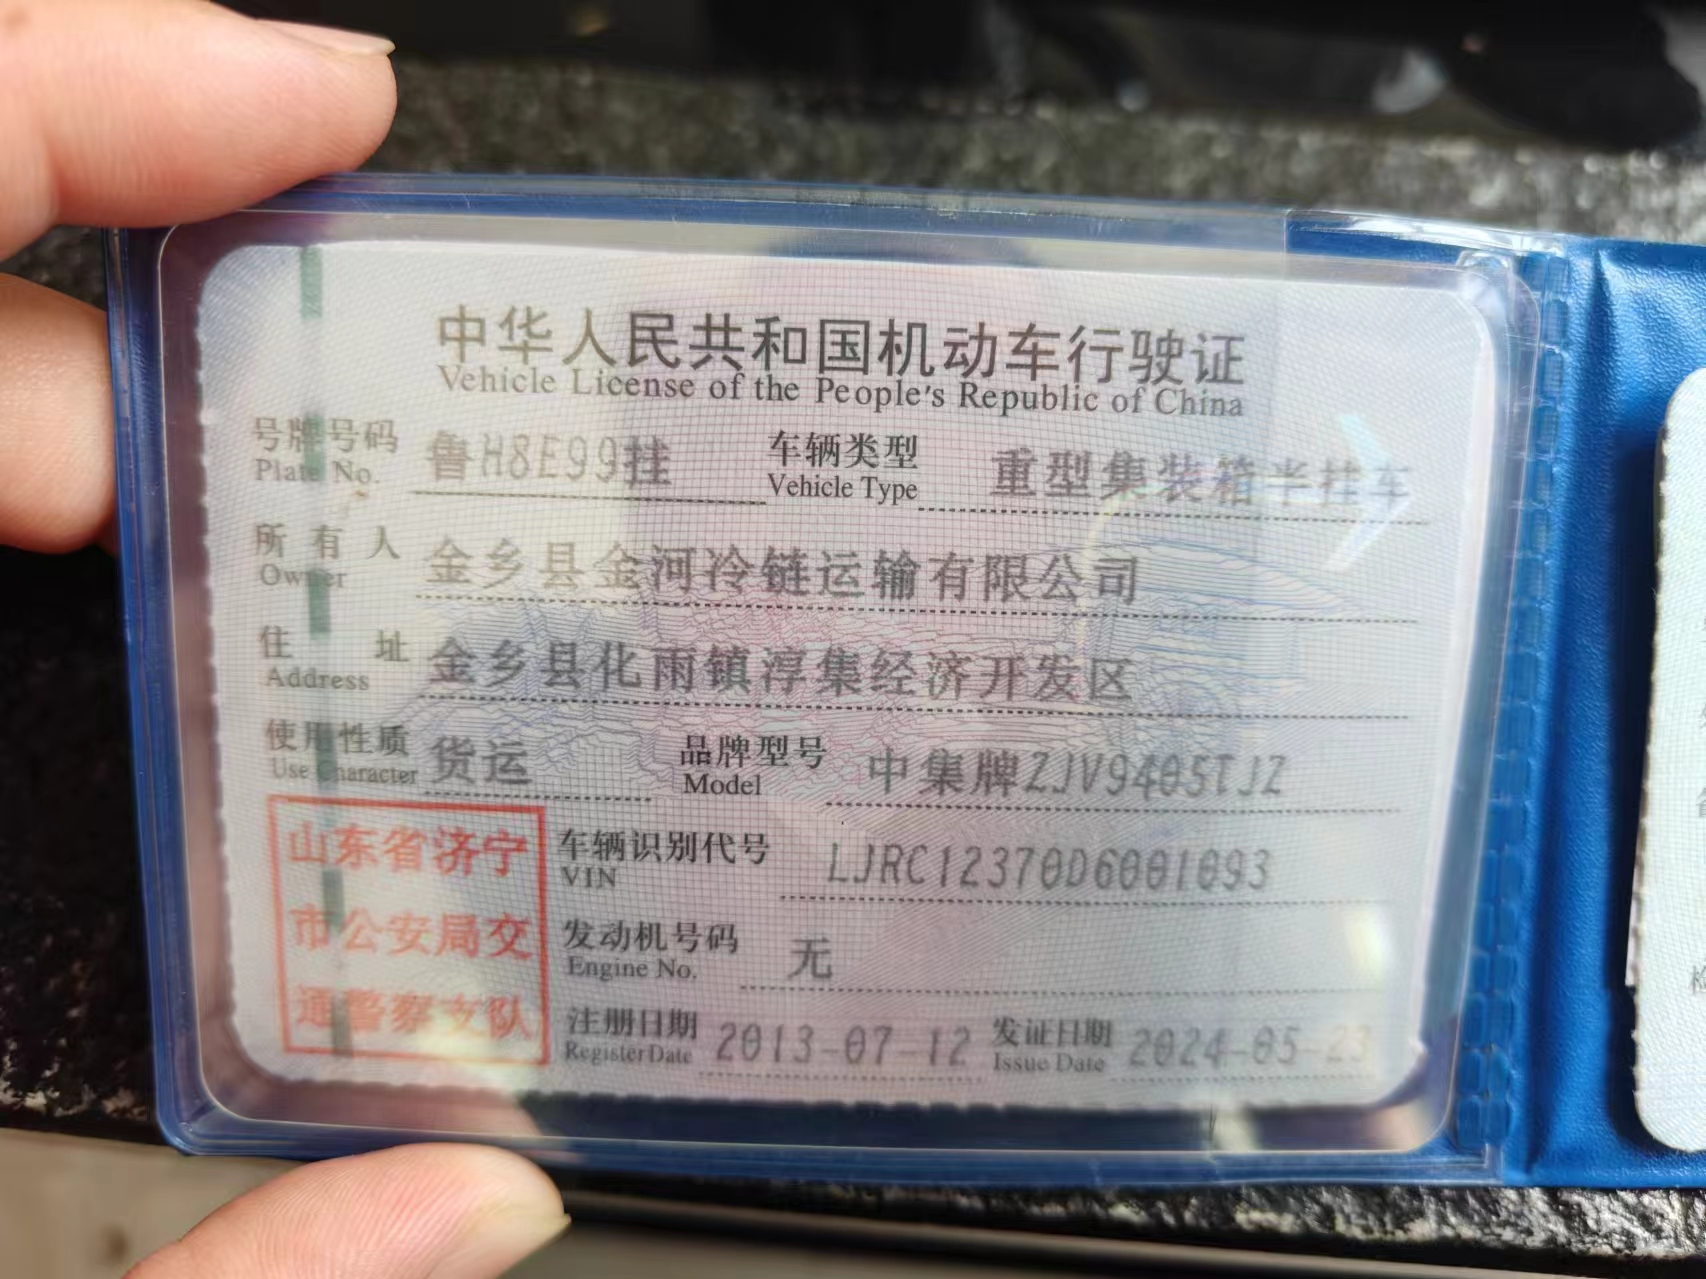 中华人民共和国机动车行驶证
Vehicle License of the People's Republic of China
号牌号码 鲁H8E99挂 车辆类型 重型集装箱半挂车
Plate No. Vehicle Type
所有人 金乡县金河冷链运输有限公司
Owner
住址 金乡县化雨镇淳集经济开发区
Address
使用性质 货运 品牌型号 中集牌ZJV9405TJZ
Use Character Model
山东省济宁
市公安局交
通警察支队
车辆识别代号 LJRC12370D6001093
VIN
发动机号码 无
Engine No.
注册日期 2013-07-12 发证日期 2024-05-23
Register Date Issue Date